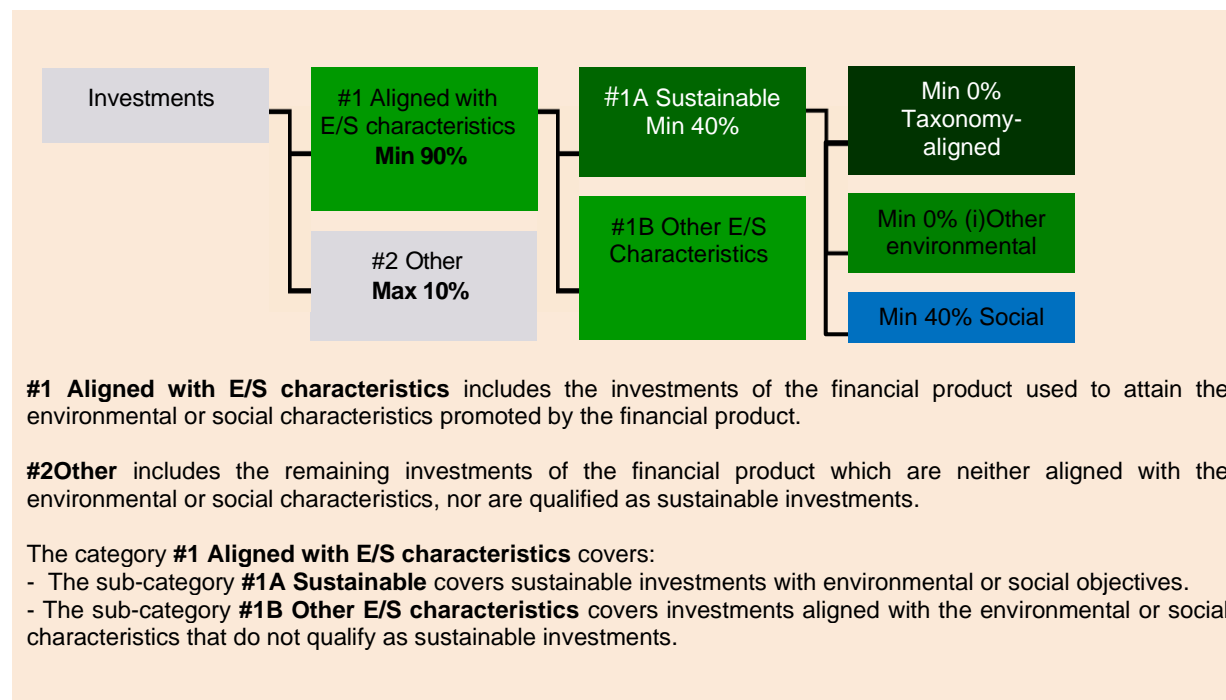 Investments
#1 Aligned with
E/S characteristics
Min 90%
#2 Other
Max 10%
#1A Sustainable
Min 40%
#1B Other E/S
Characteristics
Min 0%
Taxonomy-
aligned
Min 0% (i)Other
environmental
Min 40% Social
#1 Aligned with E/S characteristics includes the investments of the financial product used to attain the
environmental or social characteristics promoted by the financial product.
#2Other includes the remaining investments of the financial product which are neither aligned with the
environmental or social characteristics, nor are qualified as sustainable investments.
The category #1 Aligned with E/S characteristics covers:
- The sub-category #1A Sustainable covers sustainable investments with environmental or social objectives.
- The sub-category #1B Other E/S characteristics covers investments aligned with the environmental or social
characteristics that do not qualify as sustainable investments.